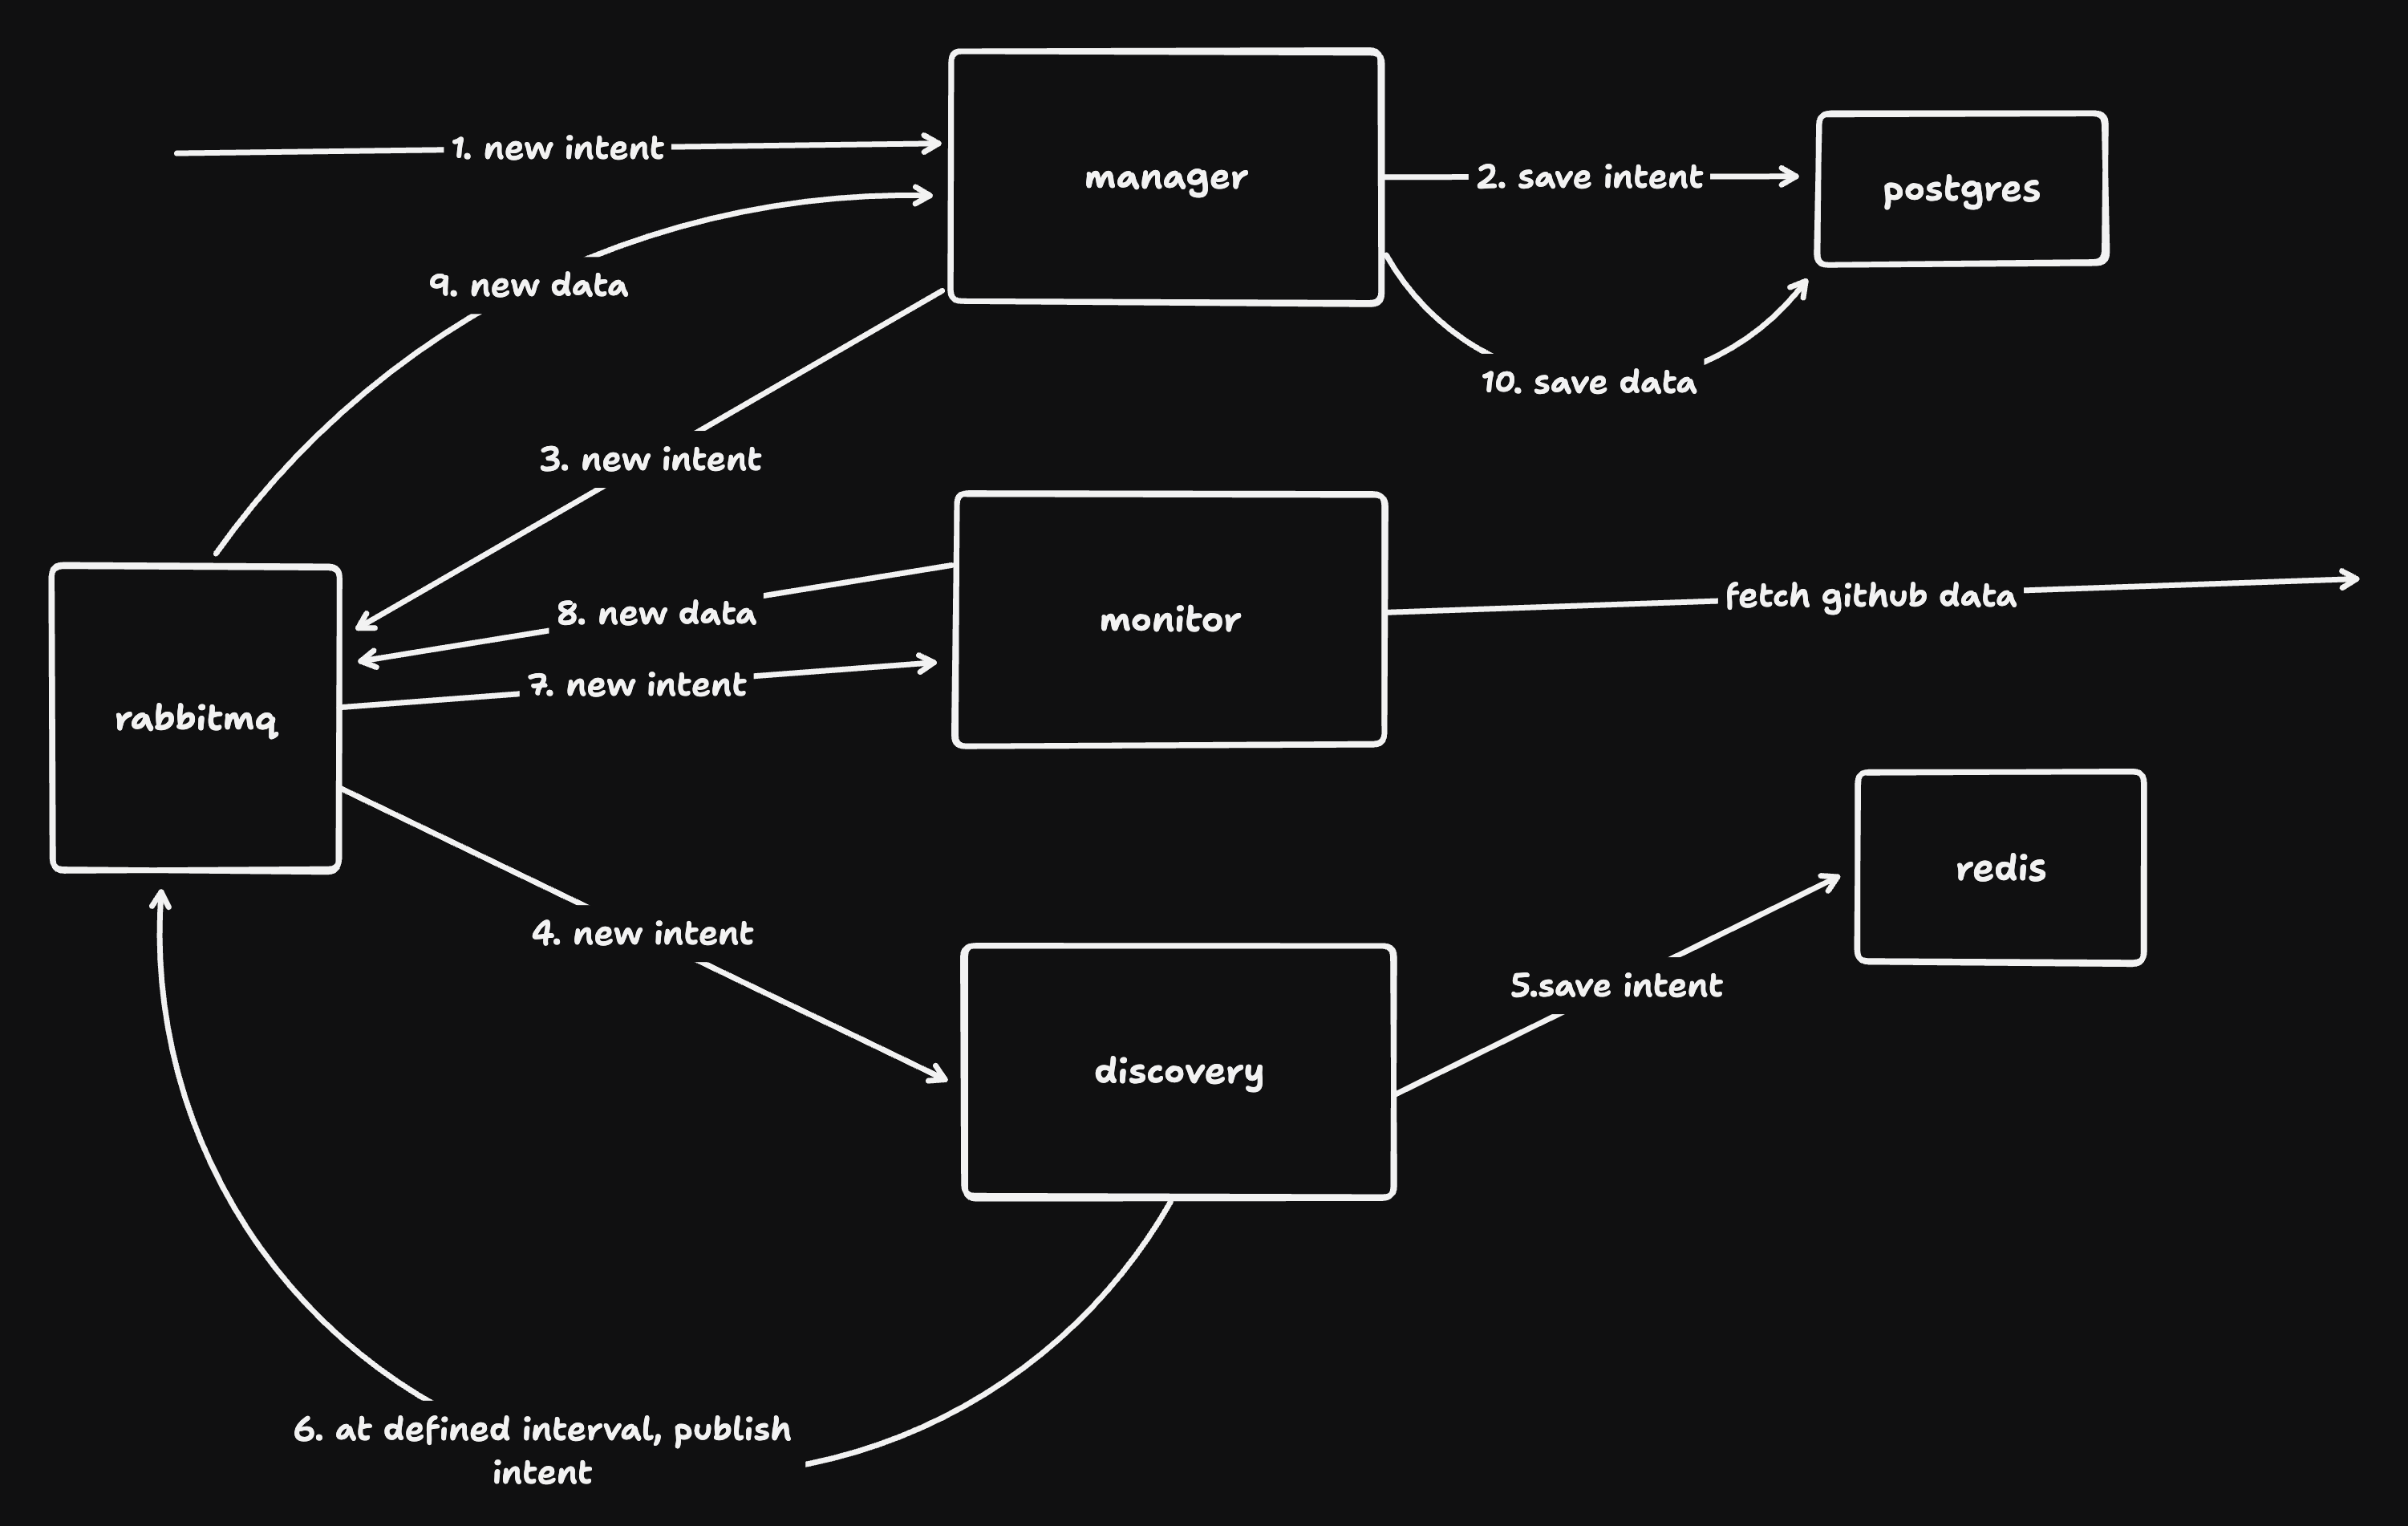 1. new intent
manager
2. save intent
postgres
9. new data
10. save data
3. new intent
8. new data
monitor
fetch github data
7. new intent
rabbitmq
redis
4. new intent
5.save intent
discovery
6. at defined interval, publish
intent